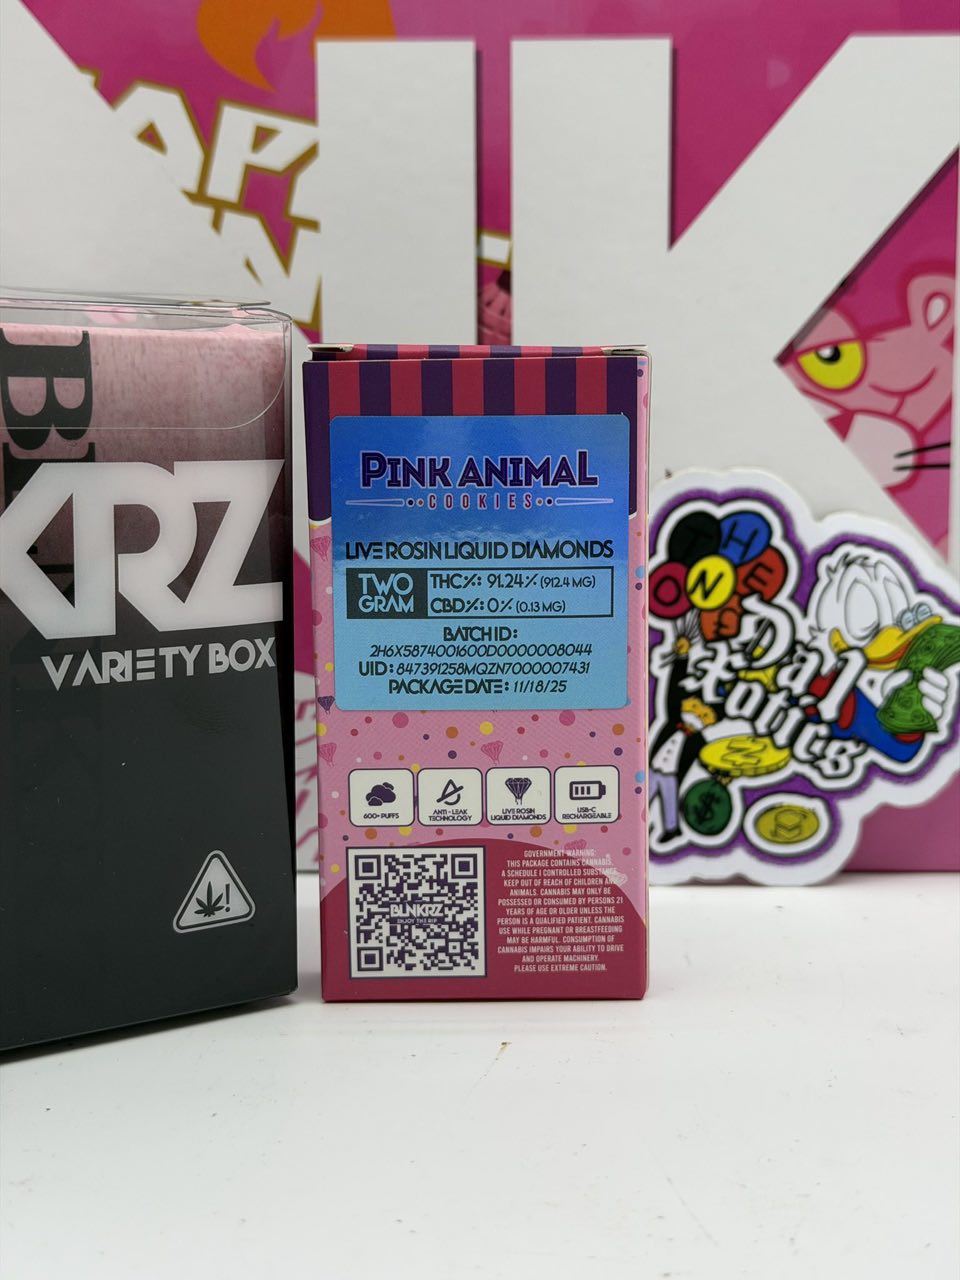 KRZ
VARIETY BOX
PINK ANIMAL
COOKIES
LIVE ROSIN LIQUID DIAMONDS
TWO GRAM
THC%: 91.24% (912.4 MG)
CBD%: 0% (0.13 MG)
BATCH ID:
2H6X5874001600D0000008044
UID: 847391258MQZN7000007431
PACKAGE DATE: 11/18/25
600+ PUFFS
ANTI-LEAK
TECHNOLOGY
LIVE ROSIN
LIQUID DIAMONDS
USB-C
RECHARGEABLE
BLNKRZ
ENJOY THE RIP
GOVERNMENT WARNING:
THIS PACKAGE CONTAINS CANNABIS,
A SCHEDULE I CONTROLLED SUBSTANCE.
KEEP OUT OF REACH OF CHILDREN AND
ANIMALS. CANNABIS MAY ONLY BE
POSSESSED OR CONSUMED BY PERSONS 21
YEARS OF AGE OR OLDER UNLESS THE
PERSON IS A QUALIFIED PATIENT. CANNABIS
USE WHILE PREGNANT OR BREASTFEEDING
MAY BE HARMFUL. CONSUMPTION OF
CANNABIS IMPAIRS YOUR ABILITY TO DRIVE
AND OPERATE MACHINERY.
PLEASE USE EXTREME CAUTION.
THE
ONE
Dal
Exotics